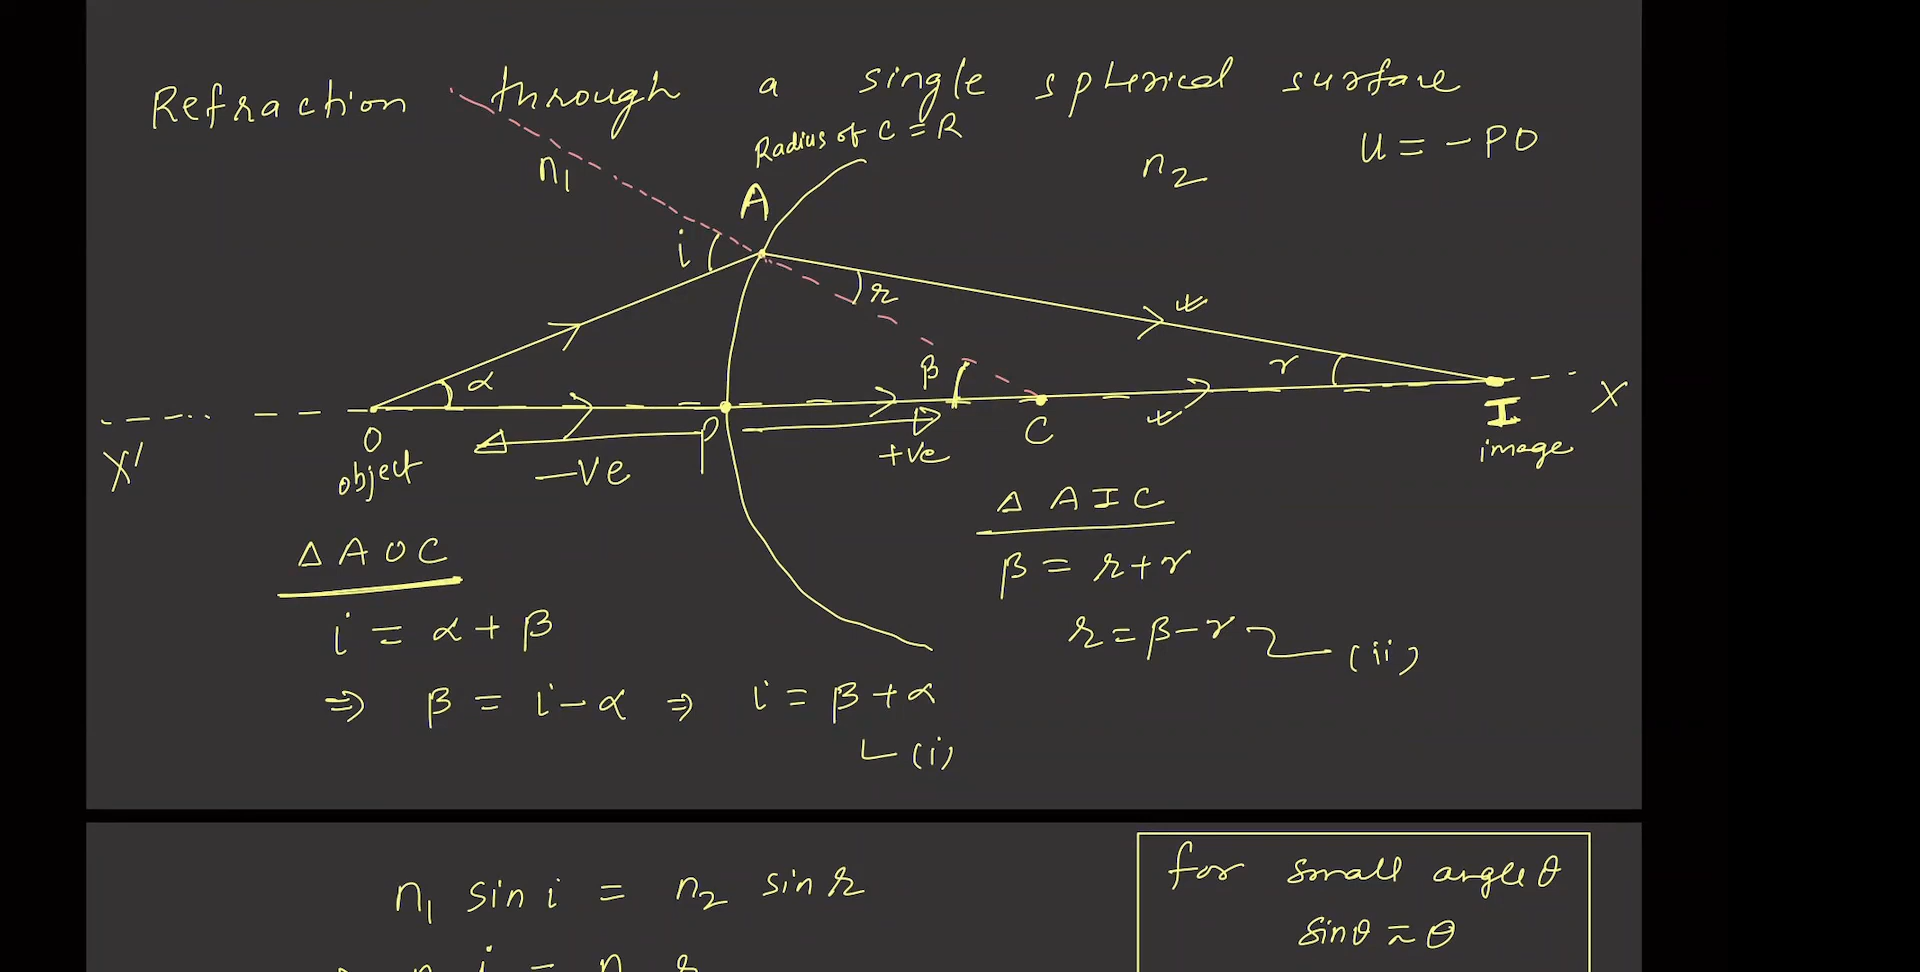 Refraction through a single spherical surface
Radius of C = R
u = -PO
n1
n2
A
i
r
α
β
γ
X'
O
object
-ve
P
+ve
C
I
image
X
Δ AOC
i = α + β
⇒ β = i - α ⇒ i = β + α
(i)
Δ AIC
β = r + γ
r = β - γ (ii)
n1 sin i = n2 sin r
for small angle θ
sin θ ≈ θ